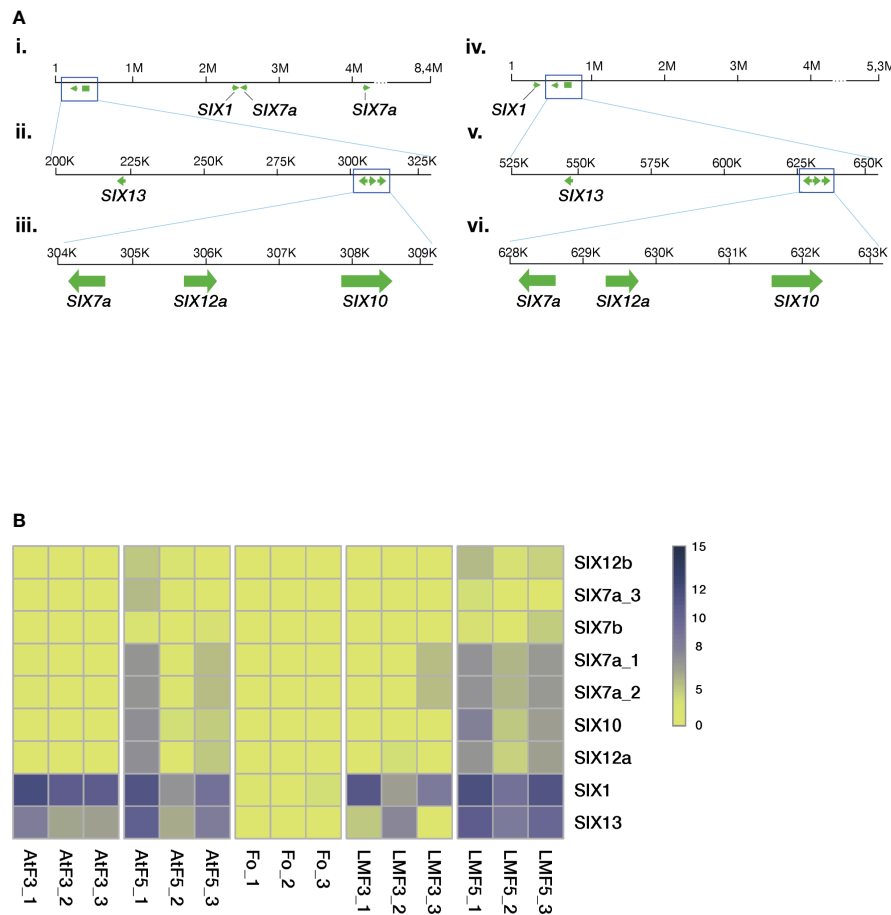 A
i.
1 1M 2M 3M 4M 8,4M
SIX1 SIX7a SIX7a
ii.
200K 225K 250K 275K 300K 325K
SIX13
iii.
304K 305K 306K 307K 308K 309K
SIX7a SIX12a SIX10
iv.
1 1M 3M 4M 5,3M
SIX1
v.
525K 550K 575K 600K 625K 650K
SIX13
vi.
628K 629K 630K 631K 632K 633K
SIX7a SIX12a SIX10
B
SIX12b
SIX7a_3
SIX7b
SIX7a_1
SIX7a_2
SIX10
SIX12a
SIX1
SIX13
15
12
10
8
5
0
AtF3_1 AtF3_2 AtF3_3 AtF5_1 AtF5_2 AtF5_3 Fo_1 Fo_2 Fo_3 LMF3_1 LMF3_2 LMF3_3 LMF5_1 LMF5_2 LMF5_3